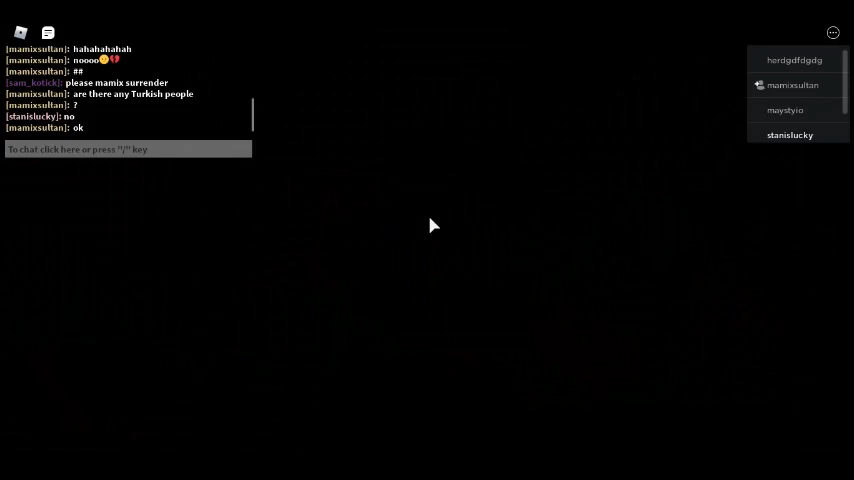 [mamixsultan]: hahahahahah
[mamixsultan]: noooo😕💔
[mamixsultan]: ##
[sam_kotick]: please mamix surrender
[mamixsultan]: are there any Turkish people
[mamixsultan]: ?
[stanislucky]: no
[mamixsultan]: ok
To chat click here or press "/" key
herdgdfdgdg
mamixsultan
maystyio
stanislucky